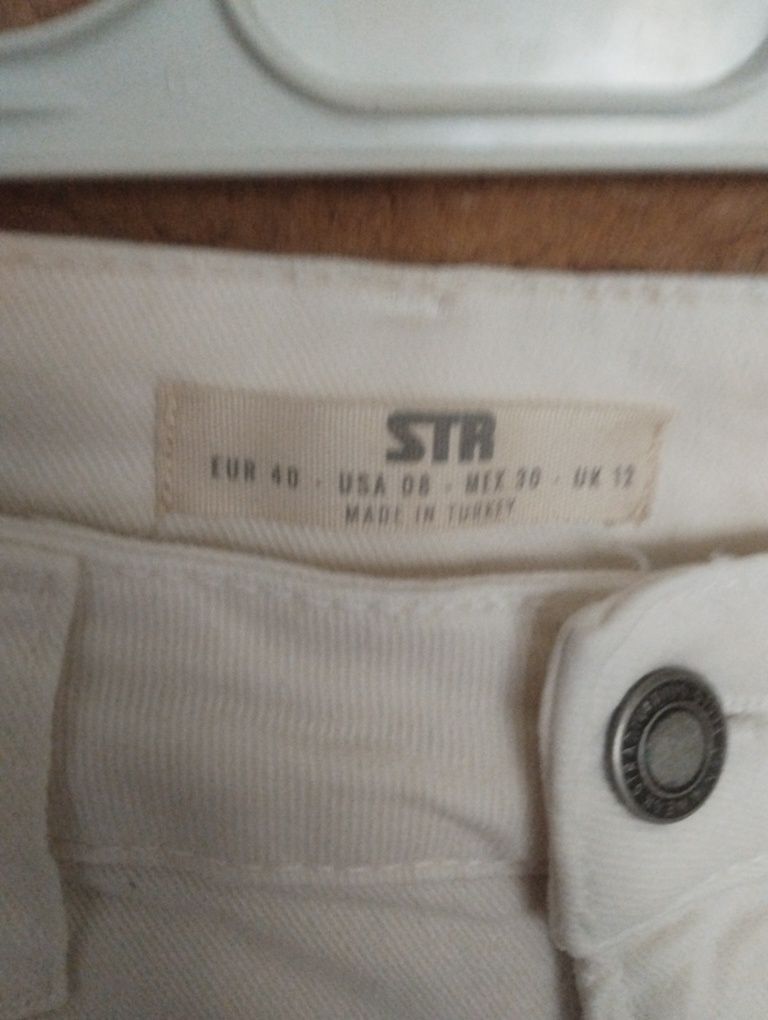 STR
EUR 40 · USA 08 · MEX 30 · UK 12
MADE IN TURKEY